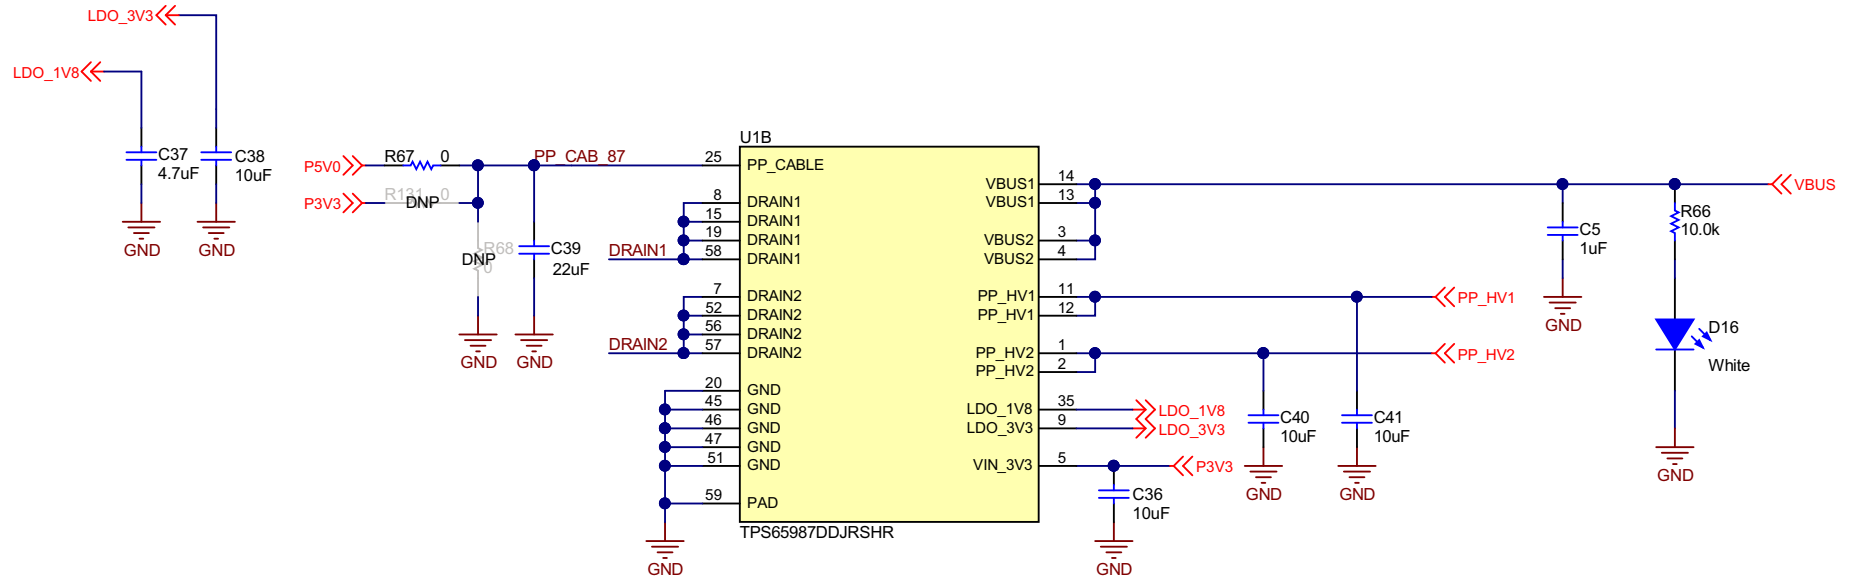 LDO_3V3
LDO_1V8
C37
4.7uF
C38
10uF
GND
GND
P5V0
R67 0
PP_CAB_87
P3V3
R131 0
DNP
R68
0
DNP
C39
22uF
GND
GND
DRAIN1
DRAIN2
U1B
25 PP_CABLE
8 DRAIN1
15 DRAIN1
19 DRAIN1
58 DRAIN1
7 DRAIN2
52 DRAIN2
56 DRAIN2
57 DRAIN2
20 GND
45 GND
46 GND
47 GND
51 GND
59 PAD
GND
TPS65987DDJRSHR
VBUS1 14
VBUS1 13
VBUS2 3
VBUS2 4
PP_HV1 11
PP_HV1 12
PP_HV2 1
PP_HV2 2
LDO_1V8 35
LDO_3V3 9
VIN_3V3 5
LDO_1V8
LDO_3V3
P3V3
C36
10uF
GND
C40
10uF
GND
C41
10uF
GND
PP_HV1
PP_HV2
VBUS
C5
1uF
GND
R66
10.0k
D16
White
GND